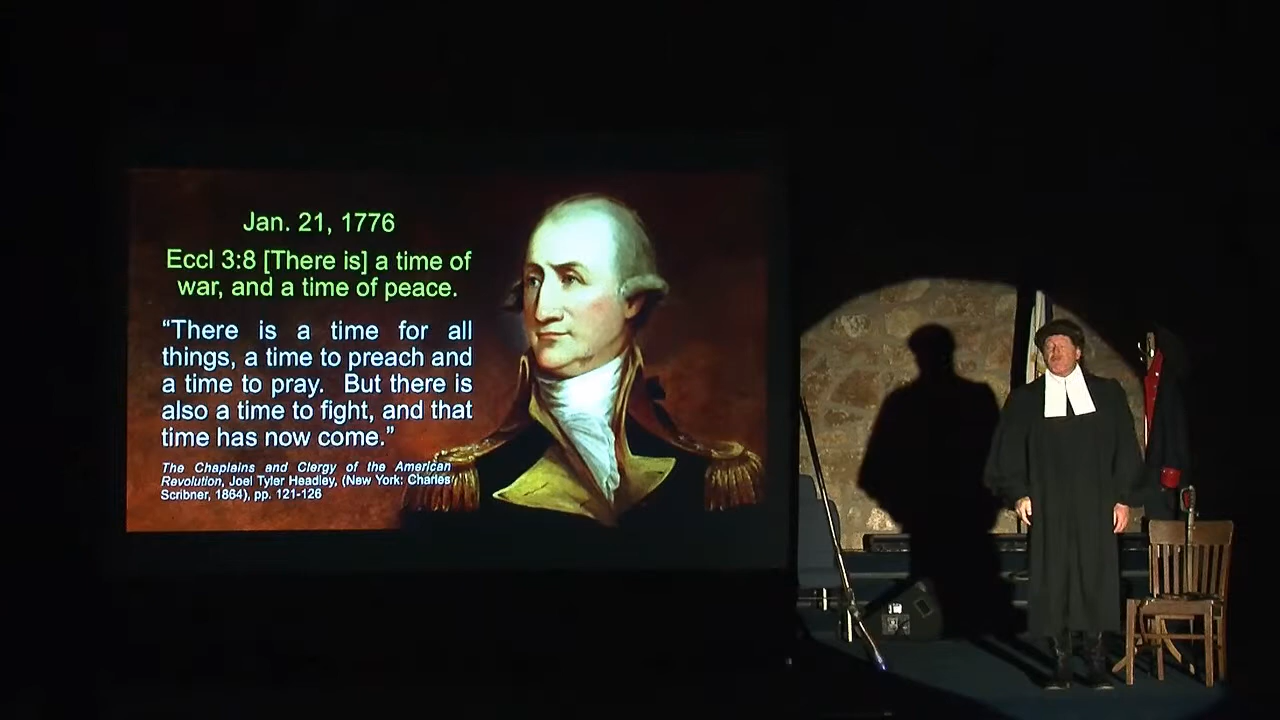 Jan. 21, 1776
Eccl 3:8 [There is] a time of
war, and a time of peace.
“There is a time for all
things, a time to preach and
a time to pray. But there is
also a time to fight, and that
time has now come.”
The Chaplains and Clergy of the American
Revolution, Joel Tyler Headley, (New York: Charles
Scribner, 1864), pp. 121-126